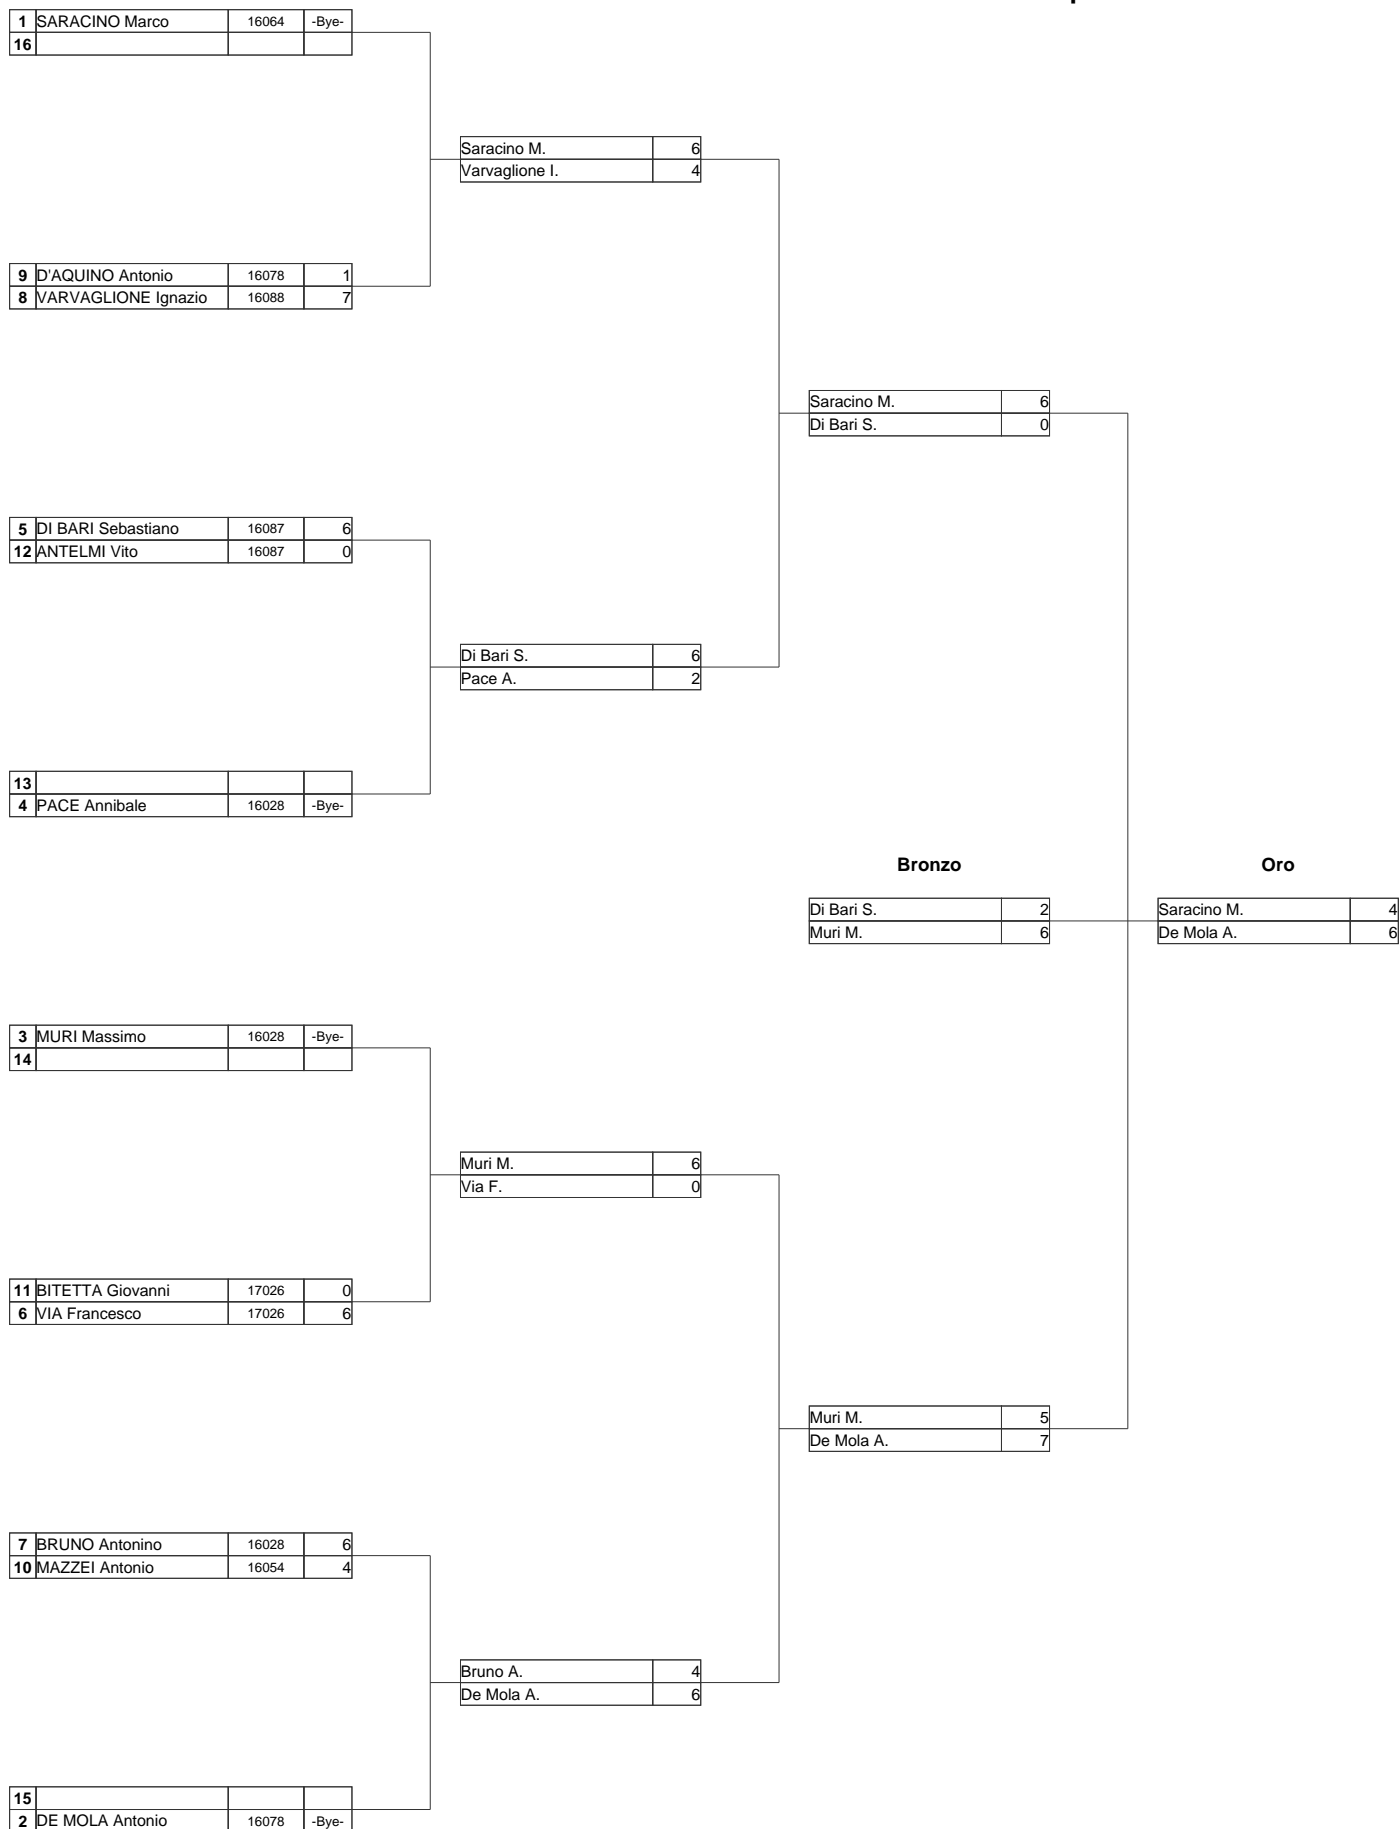 1 SARACINO Marco 16064 -Bye-
16
Saracino M. 6
Varvaglione I. 4
9 D'AQUINO Antonio 16078 1
8 VARVAGLIONE Ignazio 16088 7
Saracino M. 6
Di Bari S. 0
5 DI BARI Sebastiano 16087 6
12 ANTELMI Vito 16087 0
Di Bari S. 6
Pace A. 2
13
4 PACE Annibale 16028 -Bye-
Bronzo Oro
Di Bari S. 2 Saracino M. 4
Muri M. 6 De Mola A. 6
3 MURI Massimo 16028 -Bye-
14
Muri M. 6
Via F. 0
11 BITETTA Giovanni 17026 0
6 VIA Francesco 17026 6
Muri M. 5
De Mola A. 7
7 BRUNO Antonino 16028 6
10 MAZZEI Antonio 16054 4
Bruno A. 4
De Mola A. 6
15
2 DE MOLA Antonio 16078 -Bye-